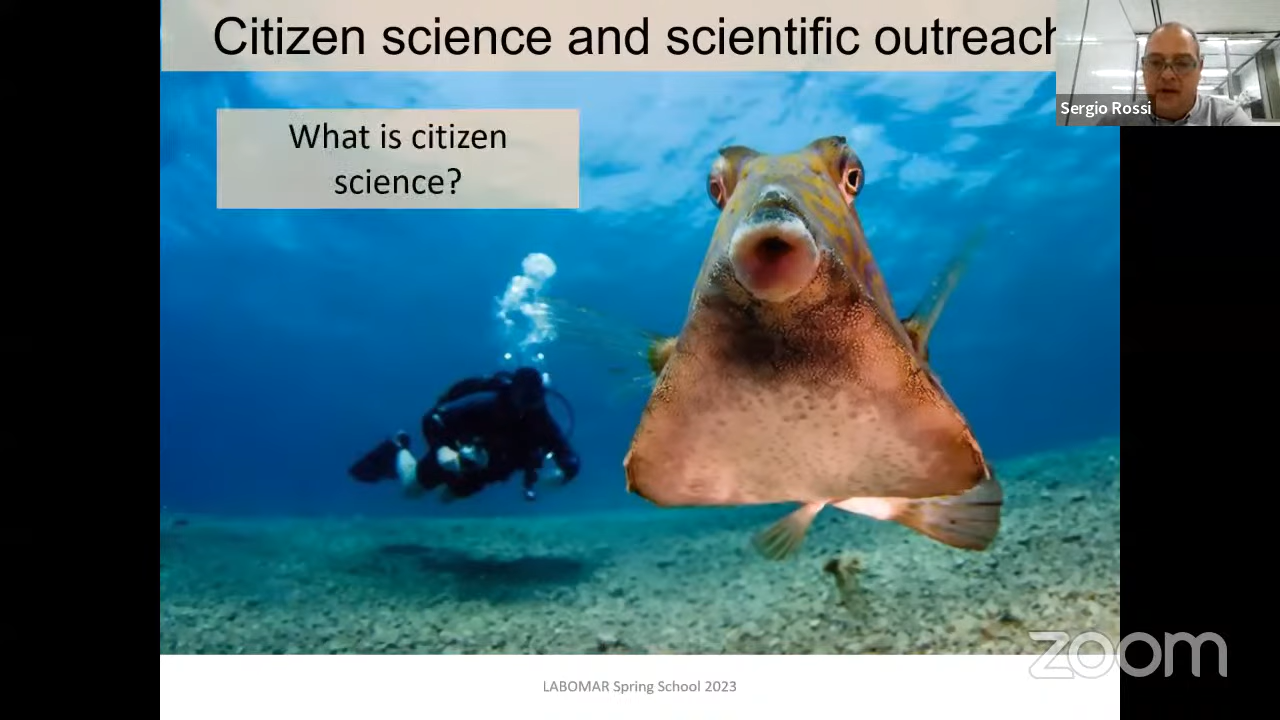 Citizen science and scientific outreach
Sergio Rossi
What is citizen
science?
zoom
LABOMAR Spring School 2023